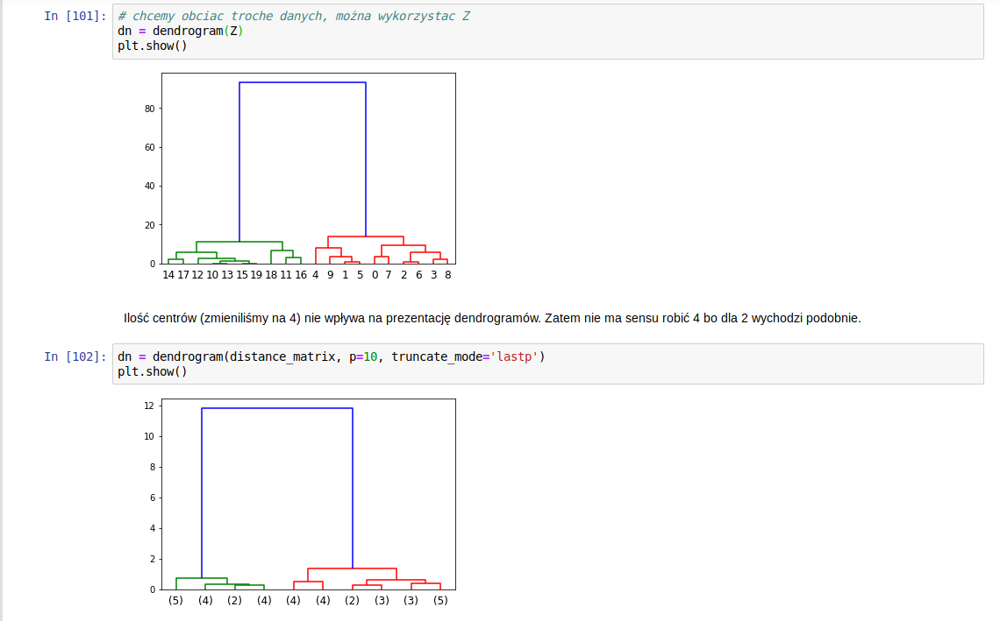 In [101]: # chcemy obciac troche danych, można wykorzystac Z
dn = dendrogram(Z)
plt.show()
80
60
40
20
0
14 17 12 10 13 15 19 18 11 16 4 9 1 5 0 7 2 6 3 8
Ilość centrów (zmieniliśmy na 4) nie wpływa na prezentację dendrogramów. Zatem nie ma sensu robić 4 bo dla 2 wychodzi podobnie.
In [102]: dn = dendrogram(distance_matrix, p=10, truncate_mode='lastp')
plt.show()
12
10
8
6
4
2
0
(5) (4) (2) (4) (4) (4) (2) (3) (3) (5)